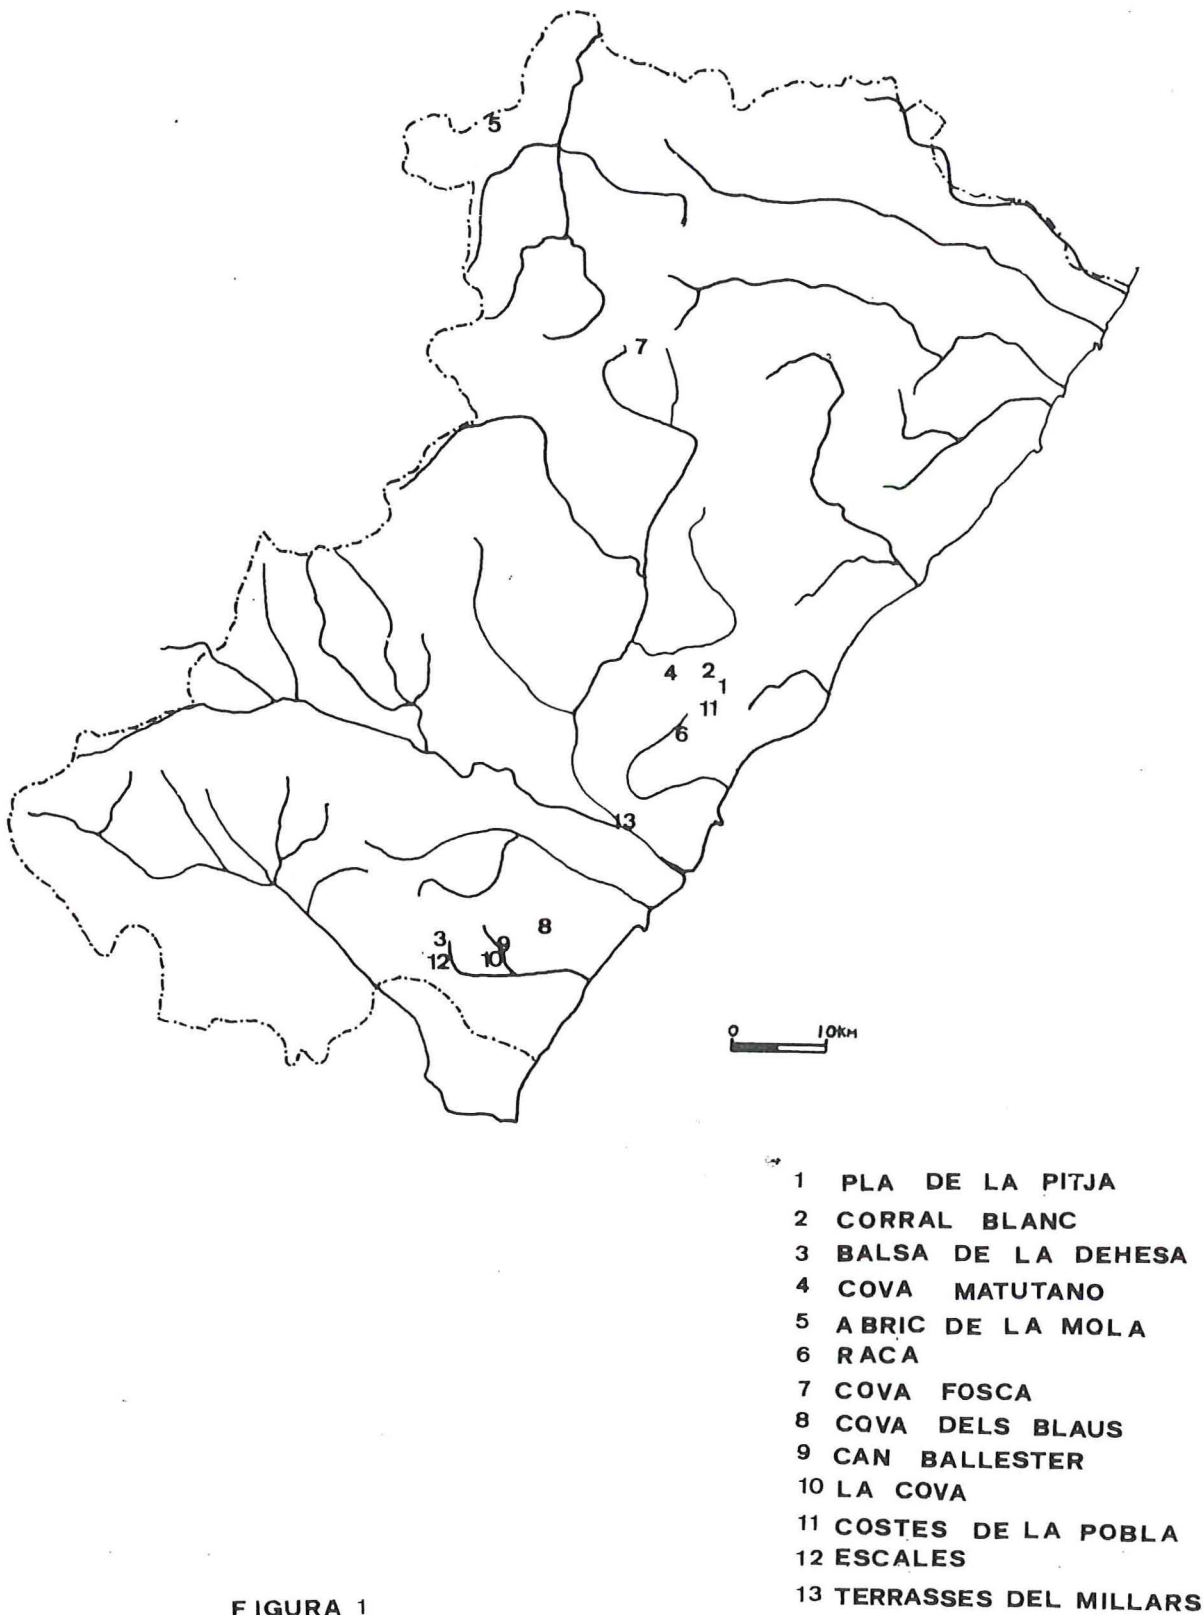 5
7
4 2
1
11
6
13
8
3 9
12 10
0 10KM
1 PLA DE LA PITJA
2 CORRAL BLANC
3 BALSA DE LA DEHESA
4 COVA MATUTANO
5 ABRIC DE LA MOLA
6 RACA
7 COVA FOSCA
8 COVA DELS BLAUS
9 CAN BALLESTER
10 LA COVA
11 COSTES DE LA POBLA
12 ESCALES
13 TERRASSES DEL MILLARS
FIGURA 1